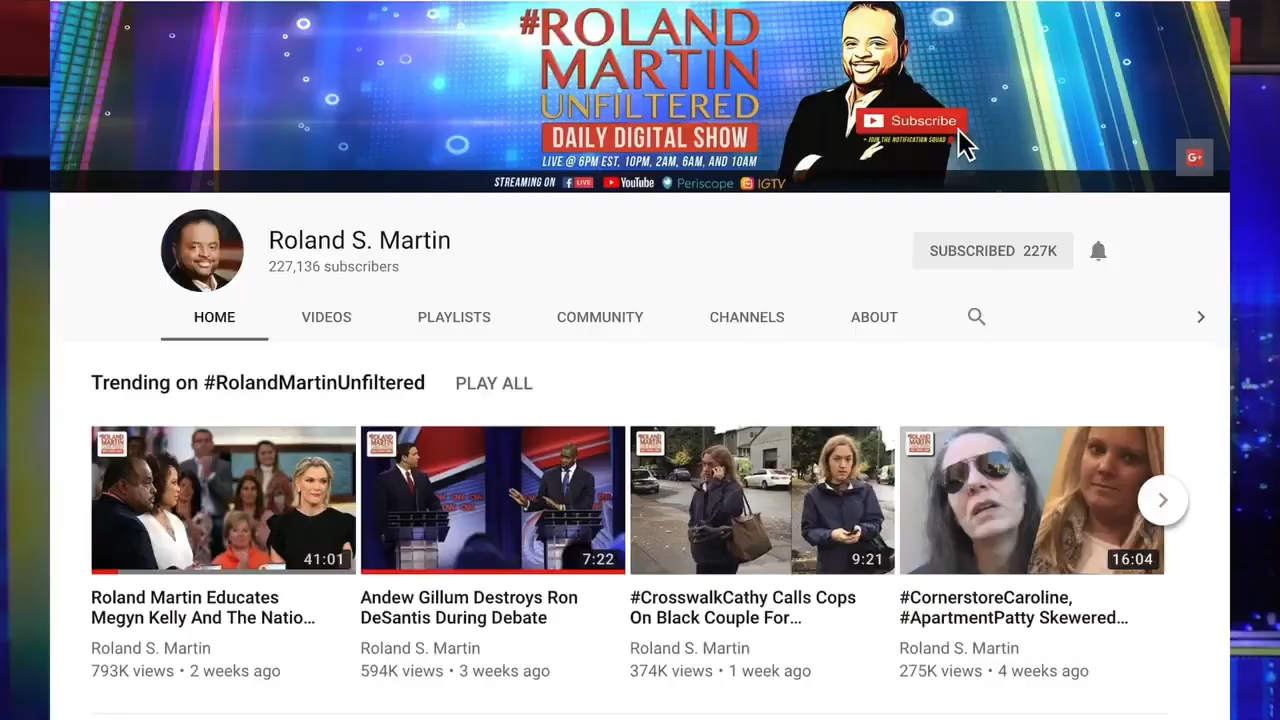 #ROLAND
MARTIN
UNFILTERED
DAILY DIGITAL SHOW
LIVE @ 6PM EST, 10PM, 2AM, 6AM, AND 10AM
STREAMING ON f LIVE YouTube Periscope IGTV
Subscribe
+ JOIN THE NOTIFICATION SQUAD
G+
Roland S. Martin
227,136 subscribers
SUBSCRIBED 227K
HOME VIDEOS PLAYLISTS COMMUNITY CHANNELS ABOUT
Trending on #RolandMartinUnfiltered PLAY ALL
41:01
7:22
9:21
16:04
Roland Martin Educates
Megyn Kelly And The Natio...
Roland S. Martin
793K views • 2 weeks ago
Andew Gillum Destroys Ron
DeSantis During Debate
Roland S. Martin
594K views • 3 weeks ago
#CrosswalkCathy Calls Cops
On Black Couple For...
Roland S. Martin
374K views • 1 week ago
#CornerstoreCaroline,
#ApartmentPatty Skewered...
Roland S. Martin
275K views • 4 weeks ago